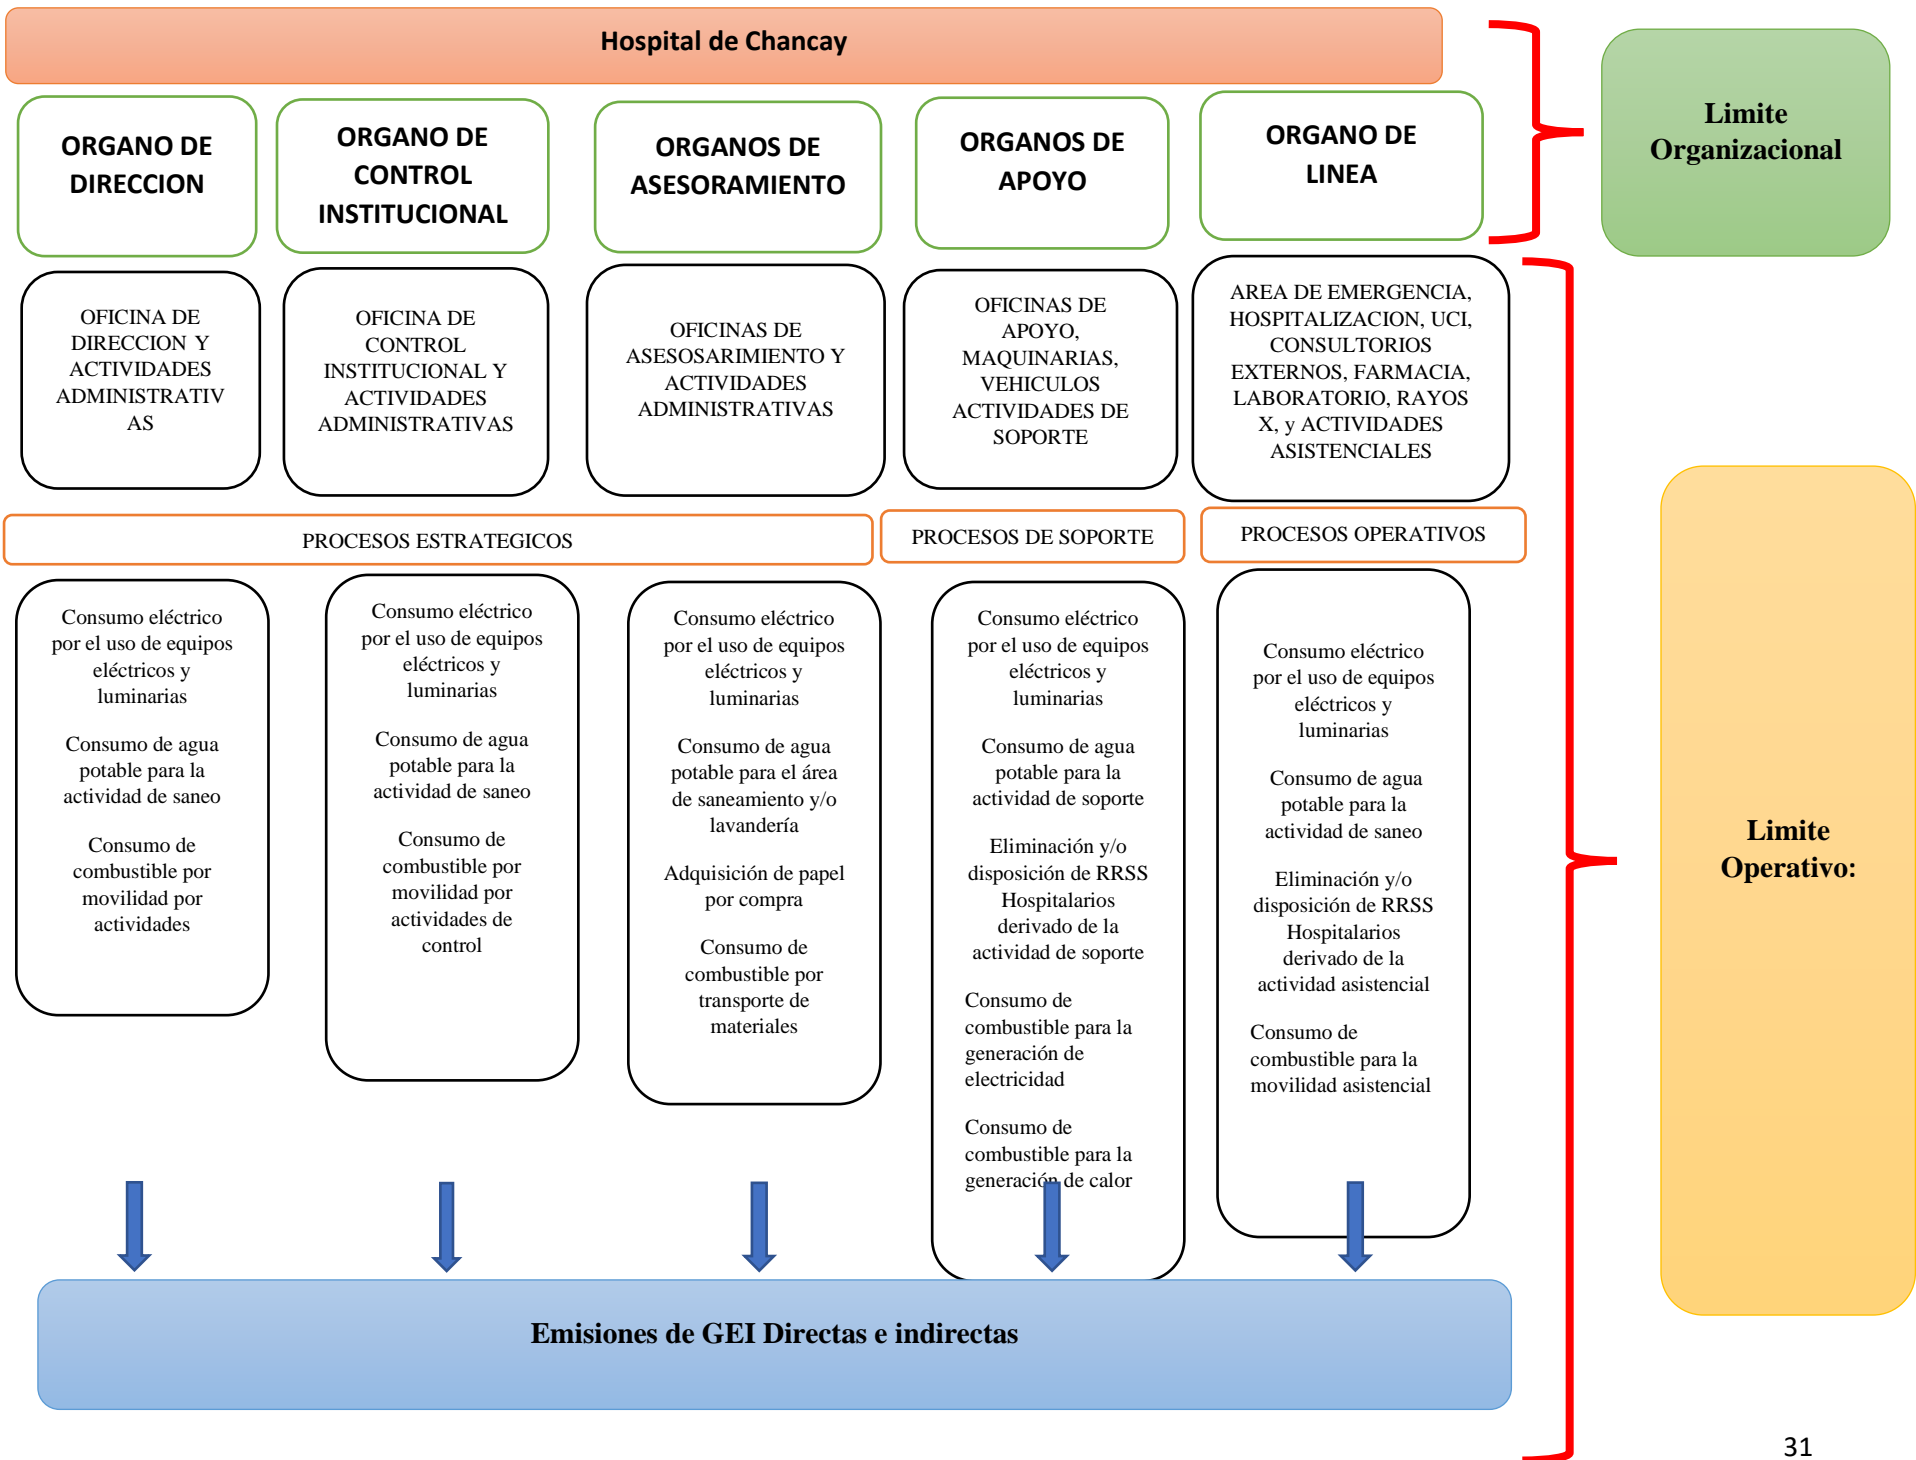 Hospital de Chancay
Limite
Organizacional
ORGANO DE
DIRECCION
ORGANO DE
CONTROL
INSTITUCIONAL
ORGANOS DE
ASESORAMIENTO
ORGANOS DE
APOYO
ORGANO DE
LINEA
OFICINA DE
DIRECCION Y
ACTIVIDADES
ADMINISTRATIV
AS
OFICINA DE
CONTROL
INSTITUCIONAL Y
ACTIVIDADES
ADMINISTRATIVAS
OFICINAS DE
ASESOSARIMIENTO Y
ACTIVIDADES
ADMINISTRATIVAS
OFICINAS DE
APOYO,
MAQUINARIAS,
VEHICULOS
ACTIVIDADES DE
SOPORTE
AREA DE EMERGENCIA,
HOSPITALIZACION, UCI,
CONSULTORIOS
EXTERNOS, FARMACIA,
LABORATORIO, RAYOS
X, y ACTIVIDADES
ASISTENCIALES
PROCESOS ESTRATEGICOS
PROCESOS DE SOPORTE
PROCESOS OPERATIVOS
Consumo eléctrico
por el uso de equipos
eléctricos y
luminarias
Consumo de agua
potable para la
actividad de saneo
Consumo de
combustible por
movilidad por
actividades
Consumo eléctrico
por el uso de equipos
eléctricos y
luminarias
Consumo de agua
potable para la
actividad de saneo
Consumo de
combustible por
movilidad por
actividades de
control
Consumo eléctrico
por el uso de equipos
eléctricos y
luminarias
Consumo de agua
potable para el área
de saneamiento y/o
lavandería
Adquisición de papel
por compra
Consumo de
combustible por
transporte de
materiales
Consumo eléctrico
por el uso de equipos
eléctricos y
luminarias
Consumo de agua
potable para la
actividad de soporte
Eliminación y/o
disposición de RRSS
Hospitalarios
derivado de la
actividad de soporte
Consumo de
combustible para la
generación de
electricidad
Consumo de
combustible para la
generación de calor
Consumo eléctrico
por el uso de equipos
eléctricos y
luminarias
Consumo de agua
potable para la
actividad de saneo
Eliminación y/o
disposición de RRSS
Hospitalarios
derivado de la
actividad asistencial
Consumo de
combustible para la
movilidad asistencial
Limite
Operativo:
Emisiones de GEI Directas e indirectas
31